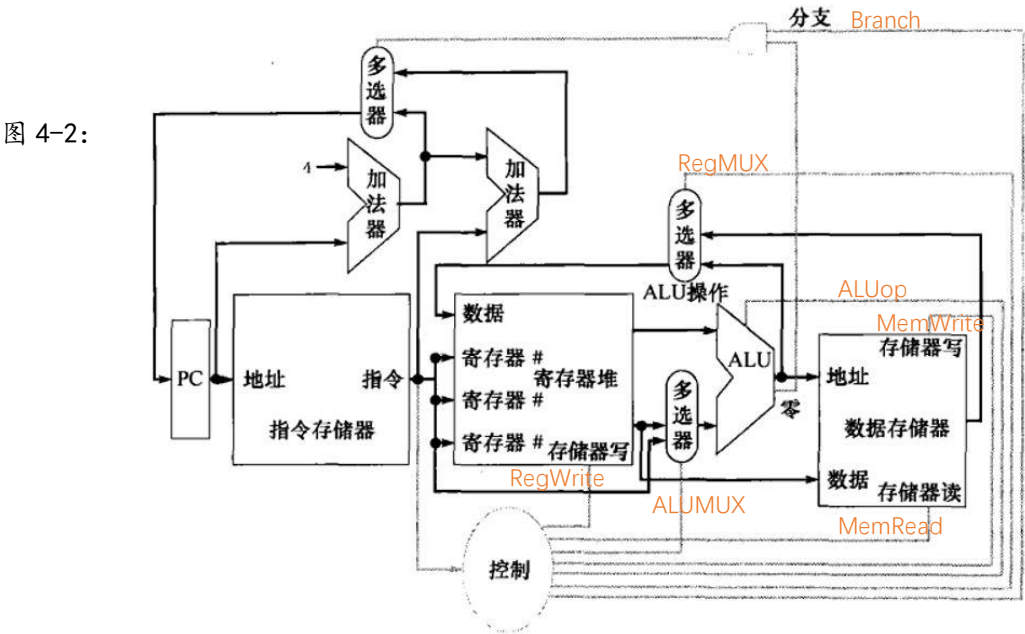 分支 Branch
多选器
图 4-2:
4
加法器
加法器
RegMUX
多选器
ALU操作
ALUop
MemWrite
存储器写
数据
PC
地址
指令
寄存器 #
寄存器堆
ALU
地址
寄存器 #
多选器
零
指令存储器
数据存储器
寄存器 #
存储器写
RegWrite
数据
存储器读
ALUMUX
MemRead
控制